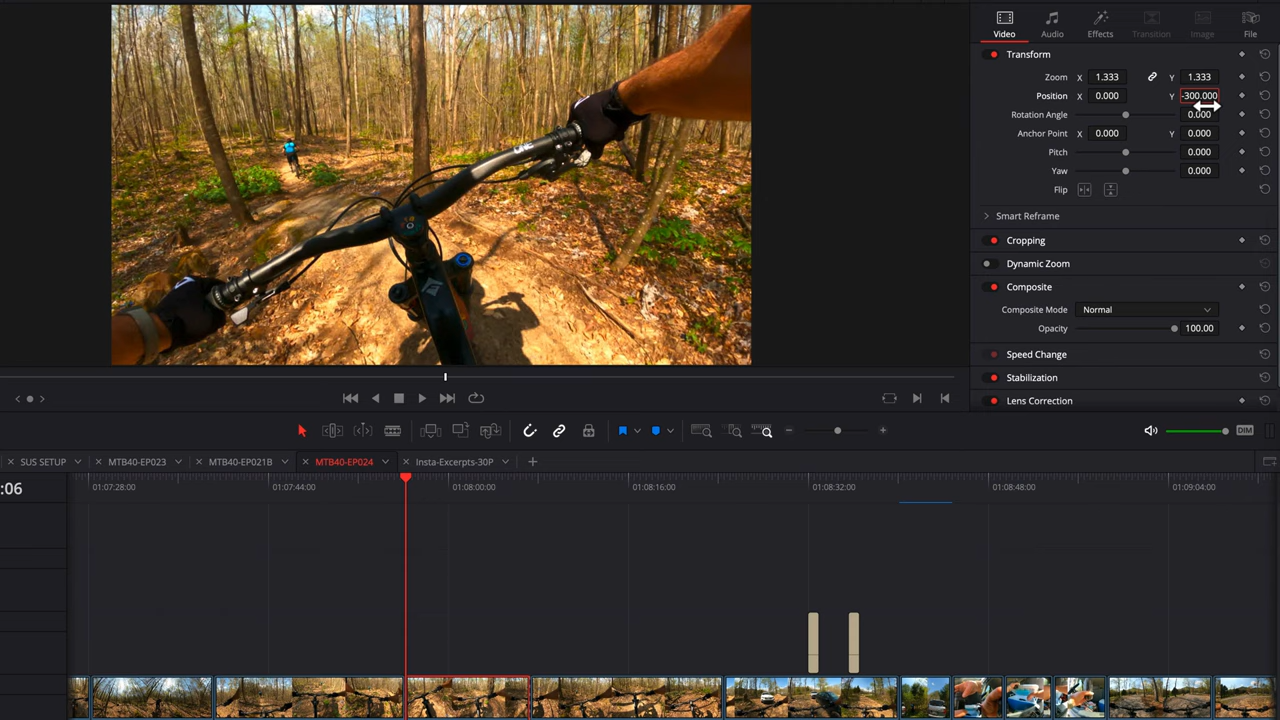 Video Audio Effects Transition Image File
Transform
Zoom X 1.333 Y 1.333
Position X 0.000 Y -300.000
Rotation Angle 0.000
Anchor Point X 0.000 Y 0.000
Pitch 0.000
Yaw 0.000
Flip
Smart Reframe
Cropping
Dynamic Zoom
Composite
Composite Mode Normal
Opacity 100.00
Speed Change
Stabilization
Lens Correction
DIM
SUS SETUP MTB40-EP023 MTB40-EP021B MTB40-EP024 Insta-Excerpts-30P
:06 01:07:28:00 01:07:44:00 01:08:00:00 01:08:16:00 01:08:32:00 01:08:48:00 01:09:04:00